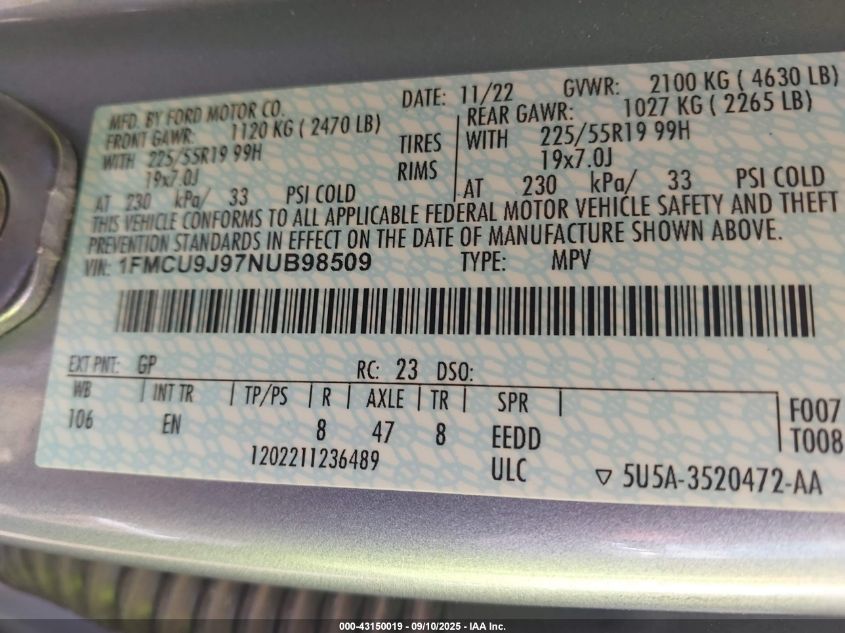 MFD. BY FORD MOTOR CO. DATE: 11/22 GVWR: 2100 KG ( 4630 LB)
FRONT GAWR: 1120 KG ( 2470 LB) REAR GAWR: 1027 KG ( 2265 LB)
WITH 225/55R19 99H TIRES WITH 225/55R19 99H
19x7.0J RIMS 19x7.0J
AT 230 kPa/ 33 PSI COLD AT 230 kPa/ 33 PSI COLD
THIS VEHICLE CONFORMS TO ALL APPLICABLE FEDERAL MOTOR VEHICLE SAFETY AND THEFT
PREVENTION STANDARDS IN EFFECT ON THE DATE OF MANUFACTURE SHOWN ABOVE.
VIN: 1FMCU9J97NUB98509 TYPE: MPV
EXT PNT: GP RC: 23 DSO:
WB INT TR TP/PS R AXLE TR SPR
106 EN 8 47 8 EEDD F007
T008
1202211236489 ULC 5U5A-3520472-AA
000-43150019 - 09/10/2025 - IAA Inc.